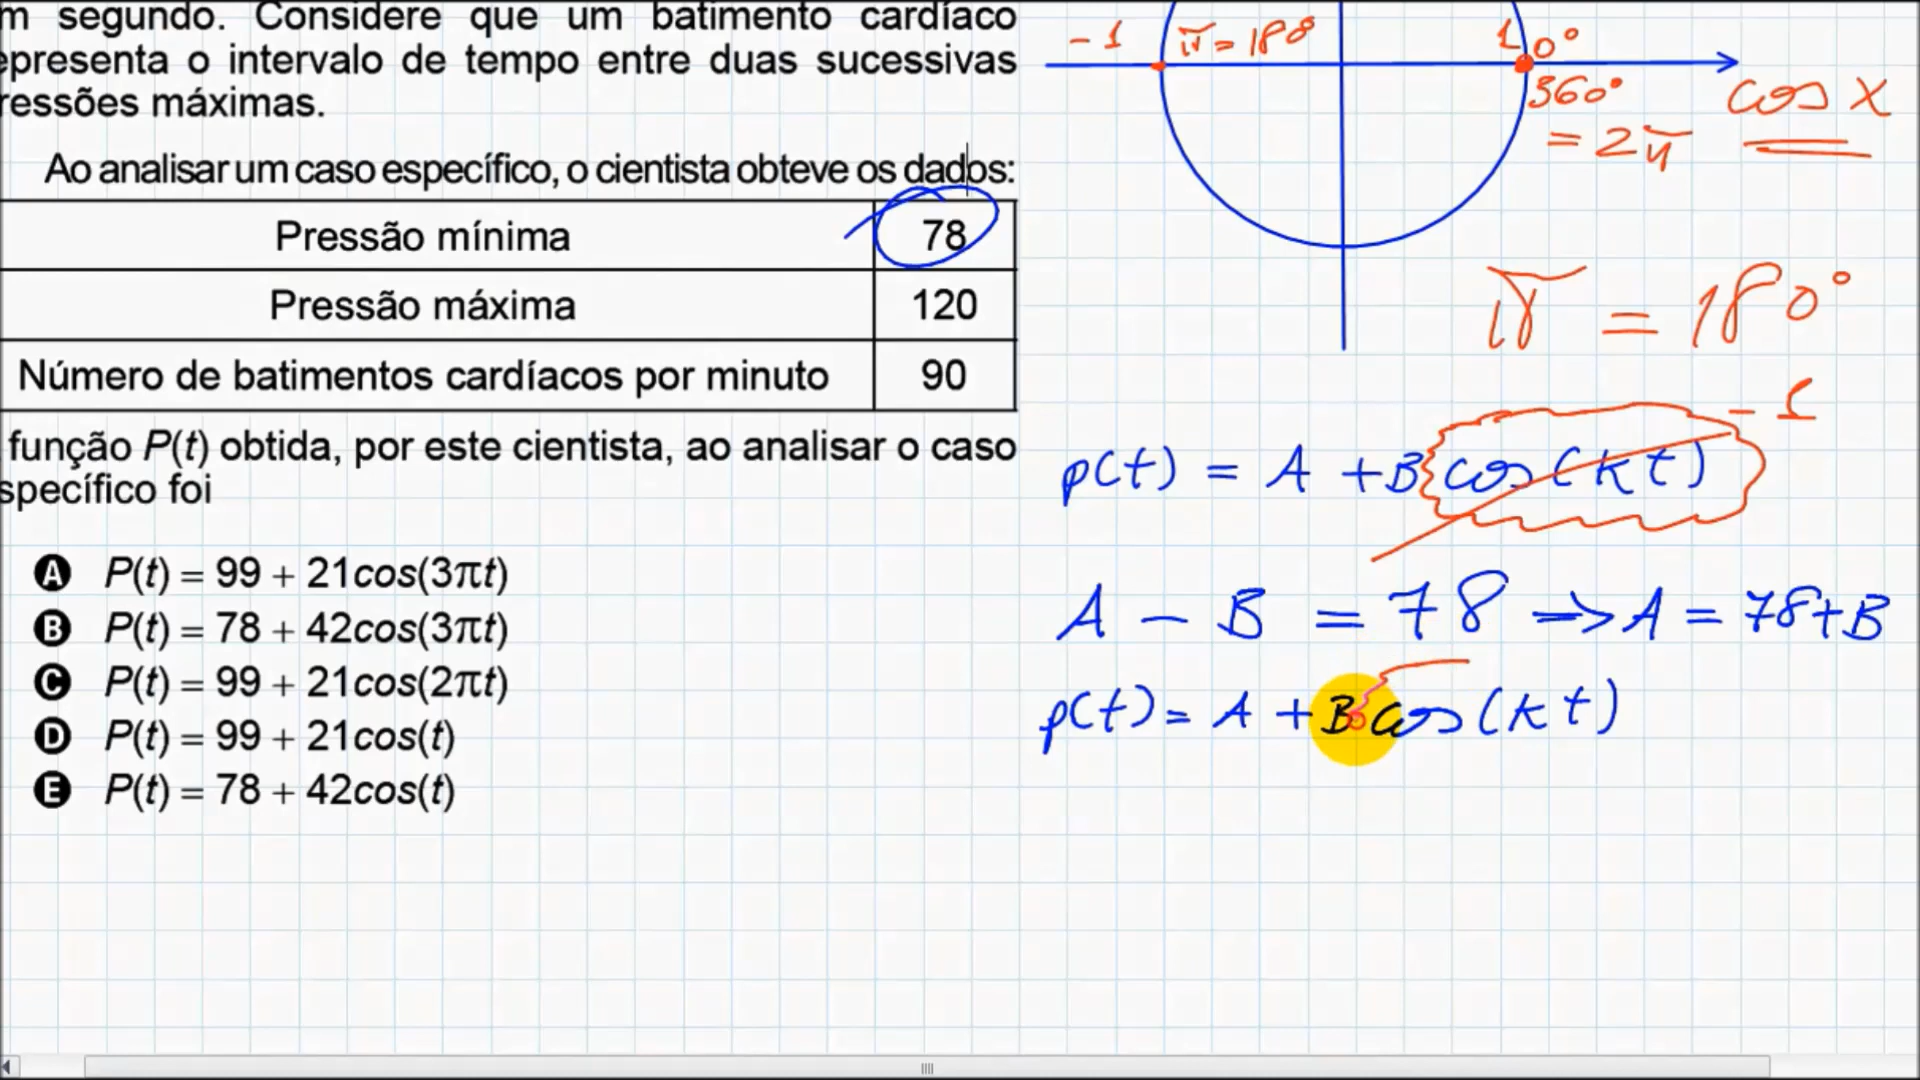 m segundo. Considere que um batimento cardíaco
epresenta o intervalo de tempo entre duas sucessivas
ressões máximas.
Ao analisar um caso específico, o cientista obteve os dados:
Pressão mínima 78
Pressão máxima 120
Número de batimentos cardíacos por minuto 90
função P(t) obtida, por este cientista, ao analisar o caso
specífico foi
A P(t) = 99 + 21cos(3πt)
B P(t) = 78 + 42cos(3πt)
C P(t) = 99 + 21cos(2πt)
D P(t) = 99 + 21cos(t)
E P(t) = 78 + 42cos(t)
-1 π = 180° 1 0°
360°
= 2π
cos x
π = 180°
-1
p(t) = A + B cos(kt)
A - B = 78 => A = 78+B
p(t) = A + B cos(kt)